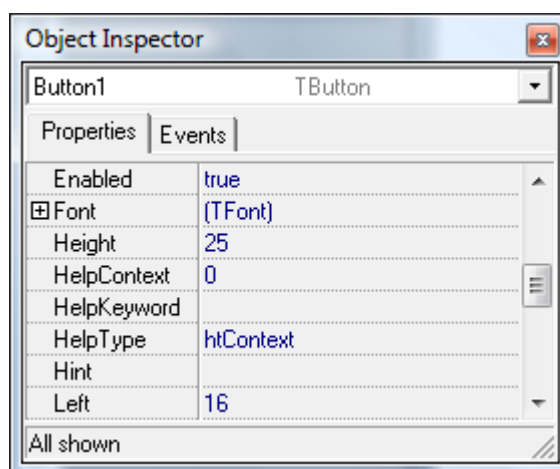 Object Inspector
Button1 TButton
Properties Events
Enabled true
Font (TFont)
Height 25
HelpContext 0
HelpKeyword
HelpType htContext
Hint
Left 16
All shown